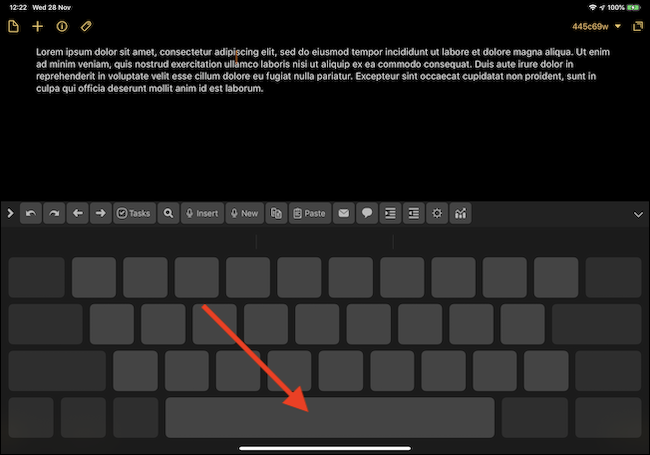 12:22 Wed 28 Nov 100%
445c69w
Lorem ipsum dolor sit amet, consectetur adipiscing elit, sed do eiusmod tempor incididunt ut labore et dolore magna aliqua. Ut enim
ad minim veniam, quis nostrud exercitation ullamco laboris nisi ut aliquip ex ea commodo consequat. Duis aute irure dolor in
reprehenderit in voluptate velit esse cillum dolore eu fugiat nulla pariatur. Excepteur sint occaecat cupidatat non proident, sunt in
culpa qui officia deserunt mollit anim id est laborum.
Tasks Insert New Paste